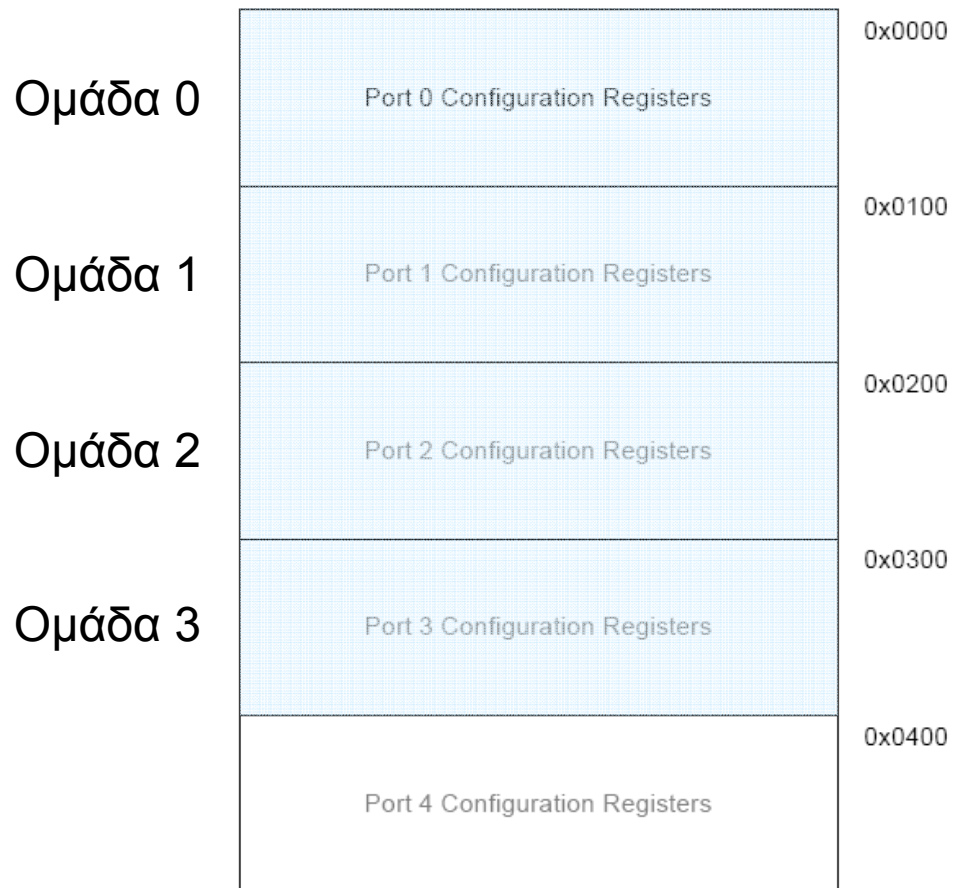 0x0000
Ομάδα 0
Port 0 Configuration Registers
0x0100
Ομάδα 1
Port 1 Configuration Registers
0x0200
Ομάδα 2
Port 2 Configuration Registers
0x0300
Ομάδα 3
Port 3 Configuration Registers
0x0400
Port 4 Configuration Registers